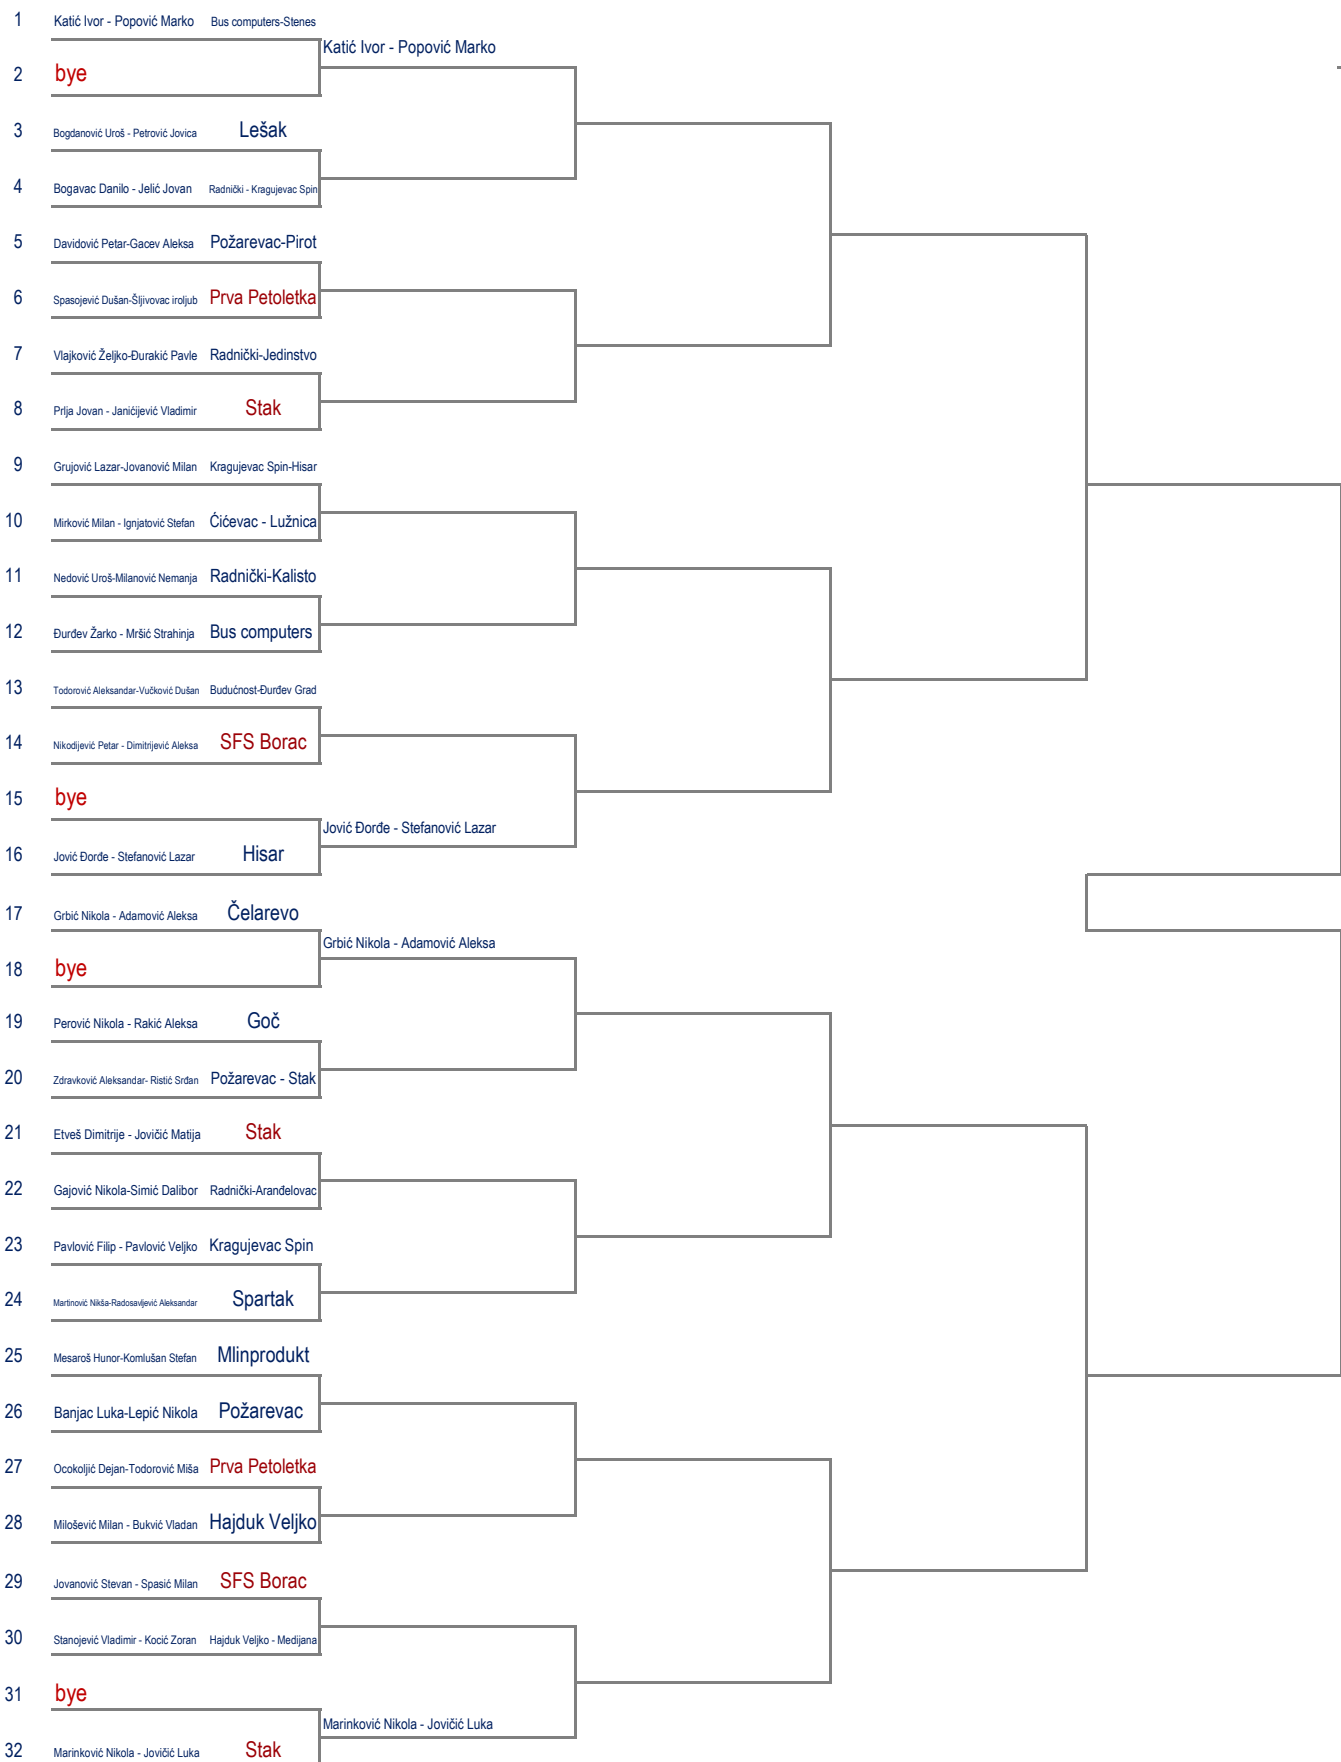 1 Katić Ivor - Popović Marko Bus computers-Stenes
Katić Ivor - Popović Marko
2 bye
3 Bogdanović Uroš - Petrović Jovica Lešak
4 Bogavac Danilo - Jelić Jovan Radnički - Kragujevac Spin
5 Davidović Petar-Gacev Aleksa Požarevac-Pirot
6 Spasojević Dušan-Šljivovac iroljub Prva Petoletka
7 Vlajković Željko-Đurakić Pavle Radnički-Jedinstvo
8 Prlja Jovan - Janićijević Vladimir Stak
9 Grujović Lazar-Jovanović Milan Kragujevac Spin-Hisar
10 Mirković Milan - Ignjatović Stefan Ćićevac - Lužnica
11 Nedović Uroš-Milanović Nemanja Radnički-Kalisto
12 Đurđev Žarko - Mršić Strahinja Bus computers
13 Todorović Aleksandar-Vučković Dušan Budućnost-Đurđev Grad
14 Nikodijević Petar - Dimitrijević Aleksa SFS Borac
15 bye
Jović Đorđe - Stefanović Lazar
16 Jović Đorđe - Stefanović Lazar Hisar
17 Grbić Nikola - Adamović Aleksa Čelarevo
Grbić Nikola - Adamović Aleksa
18 bye
19 Perović Nikola - Rakić Aleksa Goč
20 Zdravković Aleksandar- Ristić Srđan Požarevac - Stak
21 Etveš Dimitrije - Jovičić Matija Stak
22 Gajović Nikola-Simić Dalibor Radnički-Aranđelovac
23 Pavlović Filip - Pavlović Veljko Kragujevac Spin
24 Martinović Nikša-Radosavljević Aleksandar Spartak
25 Mesaroš Hunor-Komlušan Stefan Mlinprodukt
26 Banjac Luka-Lepić Nikola Požarevac
27 Ocokoljić Dejan-Todorović Miša Prva Petoletka
28 Milošević Milan - Bukvić Vladan Hajduk Veljko
29 Jovanović Stevan - Spasić Milan SFS Borac
30 Stanojević Vladimir - Kocić Zoran Hajduk Veljko - Medijana
31 bye
Marinković Nikola - Jovičić Luka
32 Marinković Nikola - Jovičić Luka Stak